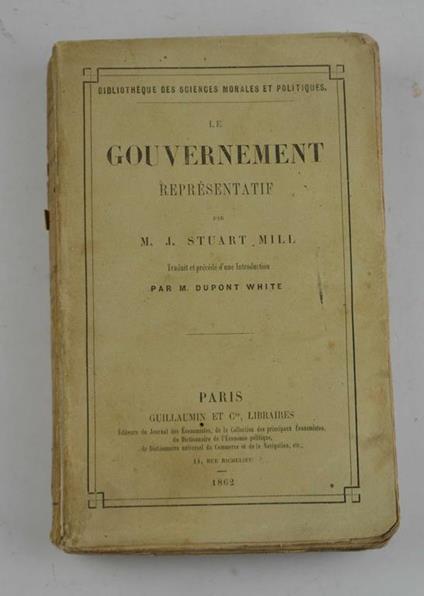 BIBLIOTHÈQUE DES SCIENCES MORALES ET POLITIQUES.
LE
GOUVERNEMENT
REPRÉSENTATIF
PAR
M. J. STUART MILL
Traduit et précédé d'une Introduction
PAR M. DUPONT WHITE
PARIS
GUILLAUMIN ET Cie, LIBRAIRES
Éditeurs du Journal des Économistes, de la Collection des principaux Économistes,
du Dictionnaire de l'Économie politique,
du Dictionnaire universel du Commerce et de la Navigation, etc.,
14, RUE RICHELIEU
1862